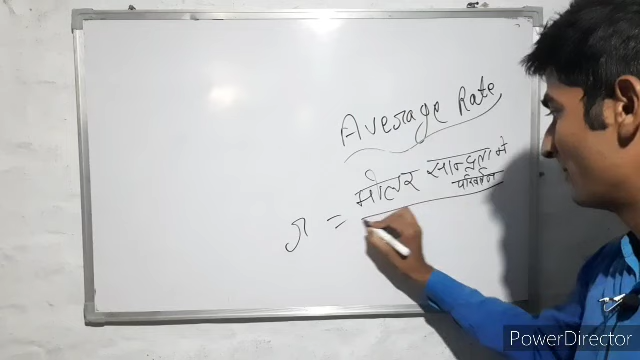 Average Rate
r = मोलर सान्द्रता में
परिवर्तन
PowerDirector